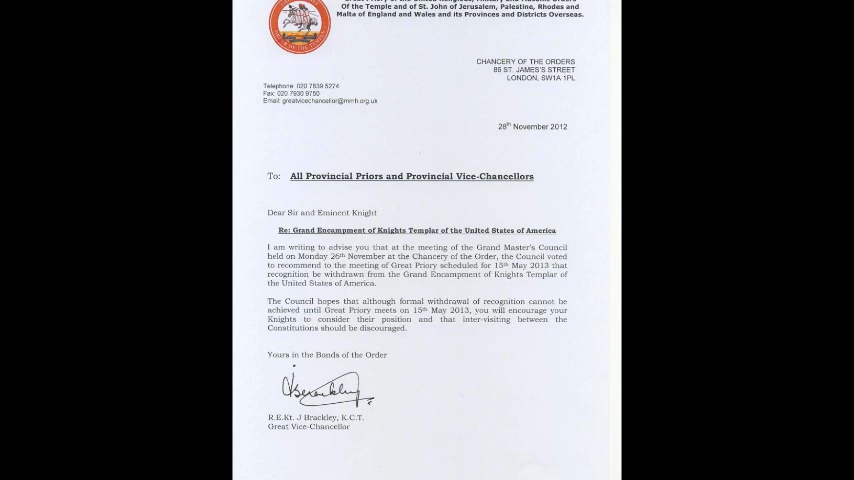 Of the Temple and of St. John of Jerusalem, Palestine, Rhodes and
Malta of England and Wales and its Provinces and Districts Overseas.
CHANCERY OF THE ORDERS
86 ST. JAMES'S STREET
LONDON, SW1A 1PL
Telephone: 020 7839 5274
Fax: 020 7930 9750
Email: greatvicechancellor@mmh.org.uk
28th November 2012
To: All Provincial Priors and Provincial Vice-Chancellors
Dear Sir and Eminent Knight
Re: Grand Encampment of Knights Templar of the United States of America
I am writing to advise you that at the meeting of the Grand Master's Council
held on Monday 26th November at the Chancery of the Order, the Council voted
to recommend to the meeting of Great Priory scheduled for 15th May 2013 that
recognition be withdrawn from the Grand Encampment of Knights Templar of
the United States of America.
The Council hopes that although formal withdrawal of recognition cannot be
achieved until Great Priory meets on 15th May 2013, you will encourage your
Knights to consider their position and that inter-visiting between the
Constitutions should be discouraged.
Yours in the Bonds of the Order
R.E.Kt. J Brackley, K.C.T.
Great Vice-Chancellor